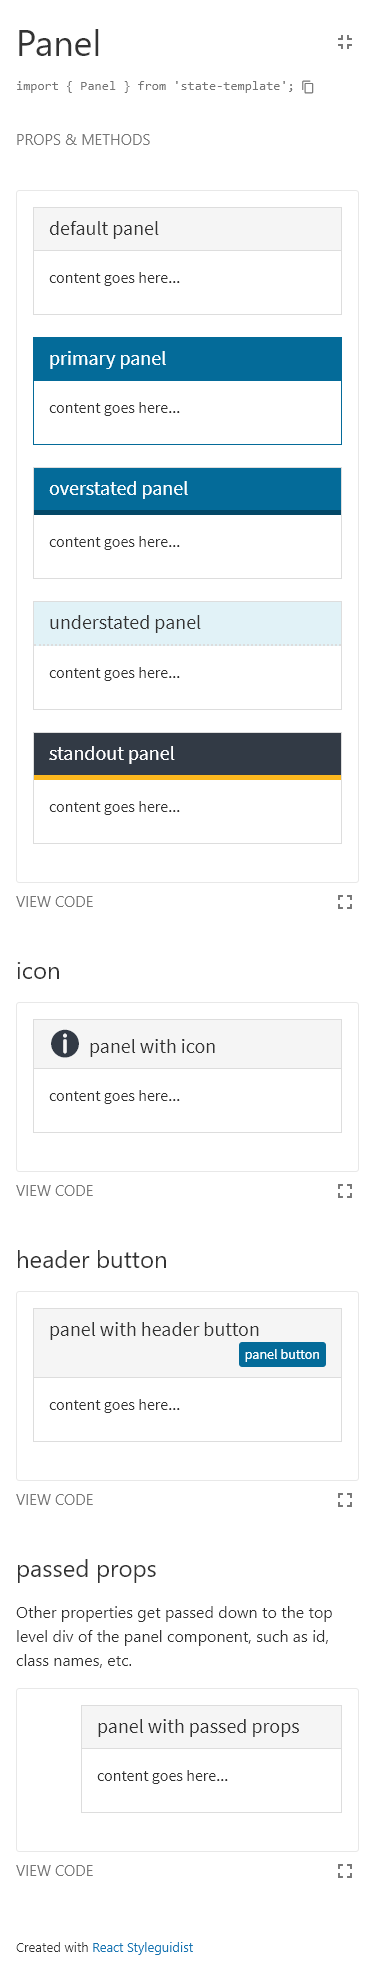 Panel
import { Panel } from 'state-template';
PROPS & METHODS
default panel
content goes here...
primary panel
content goes here...
overstated panel
content goes here...
understated panel
content goes here...
standout panel
content goes here...
VIEW CODE
icon
panel with icon
content goes here...
VIEW CODE
header button
panel with header button
panel button
content goes here...
VIEW CODE
passed props
Other properties get passed down to the top
level div of the panel component, such as id,
class names, etc.
panel with passed props
content goes here...
VIEW CODE
Created with React Styleguidist